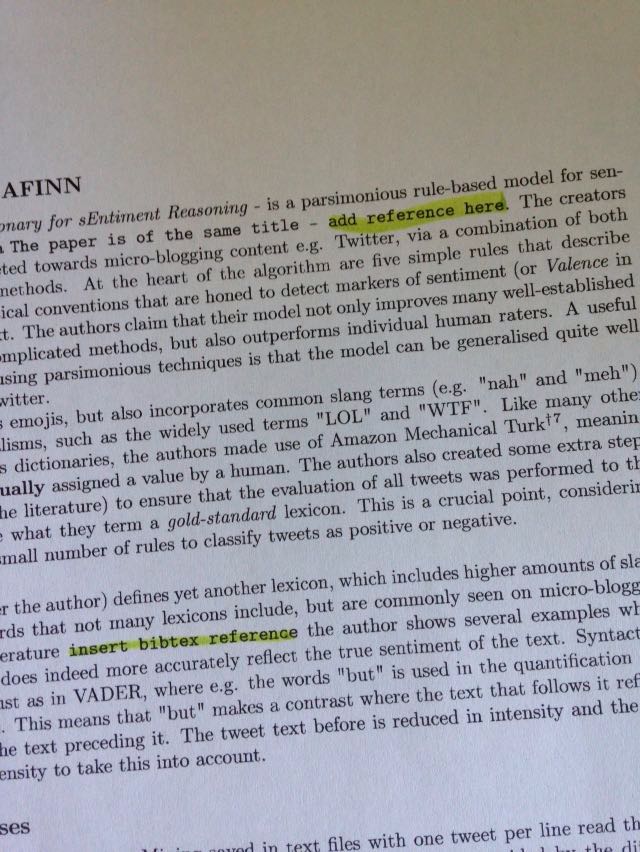 AFINN
onary for sEntiment Reasoning - is a parsimonious rule-based model for sen-
The paper is of the same title - add reference here. The creators
ted towards micro-blogging content e.g. Twitter, via a combination of both
methods. At the heart of the algorithm are five simple rules that describe
ical conventions that are honed to detect markers of sentiment (or Valence in
t. The authors claim that their model not only improves many well-established
omplicated methods, but also outperforms individual human raters. A useful
using parsimonious techniques is that the model can be generalised quite well
witter.
s emojis, but also incorporates common slang terms (e.g. "nah" and "meh")
lisms, such as the widely used terms "LOL" and "WTF". Like many othe
s dictionaries, the authors made use of Amazon Mechanical Turk†7, meanin
ually assigned a value by a human. The authors also created some extra step
he literature) to ensure that the evaluation of all tweets was performed to th
what they term a gold-standard lexicon. This is a crucial point, considerin
small number of rules to classify tweets as positive or negative.
er the author) defines yet another lexicon, which includes higher amounts of sla
rds that not many lexicons include, but are commonly seen on micro-blogg
erature insert bibtex reference the author shows several examples wh
does indeed more accurately reflect the true sentiment of the text. Syntact
ust as in VADER, where e.g. the words "but" is used in the quantification
. This means that "but" makes a contrast where the text that follows it ref
he text preceding it. The tweet text before is reduced in intensity and the
ensity to take this into account.
ses
saved in text files with one tweet per line read th